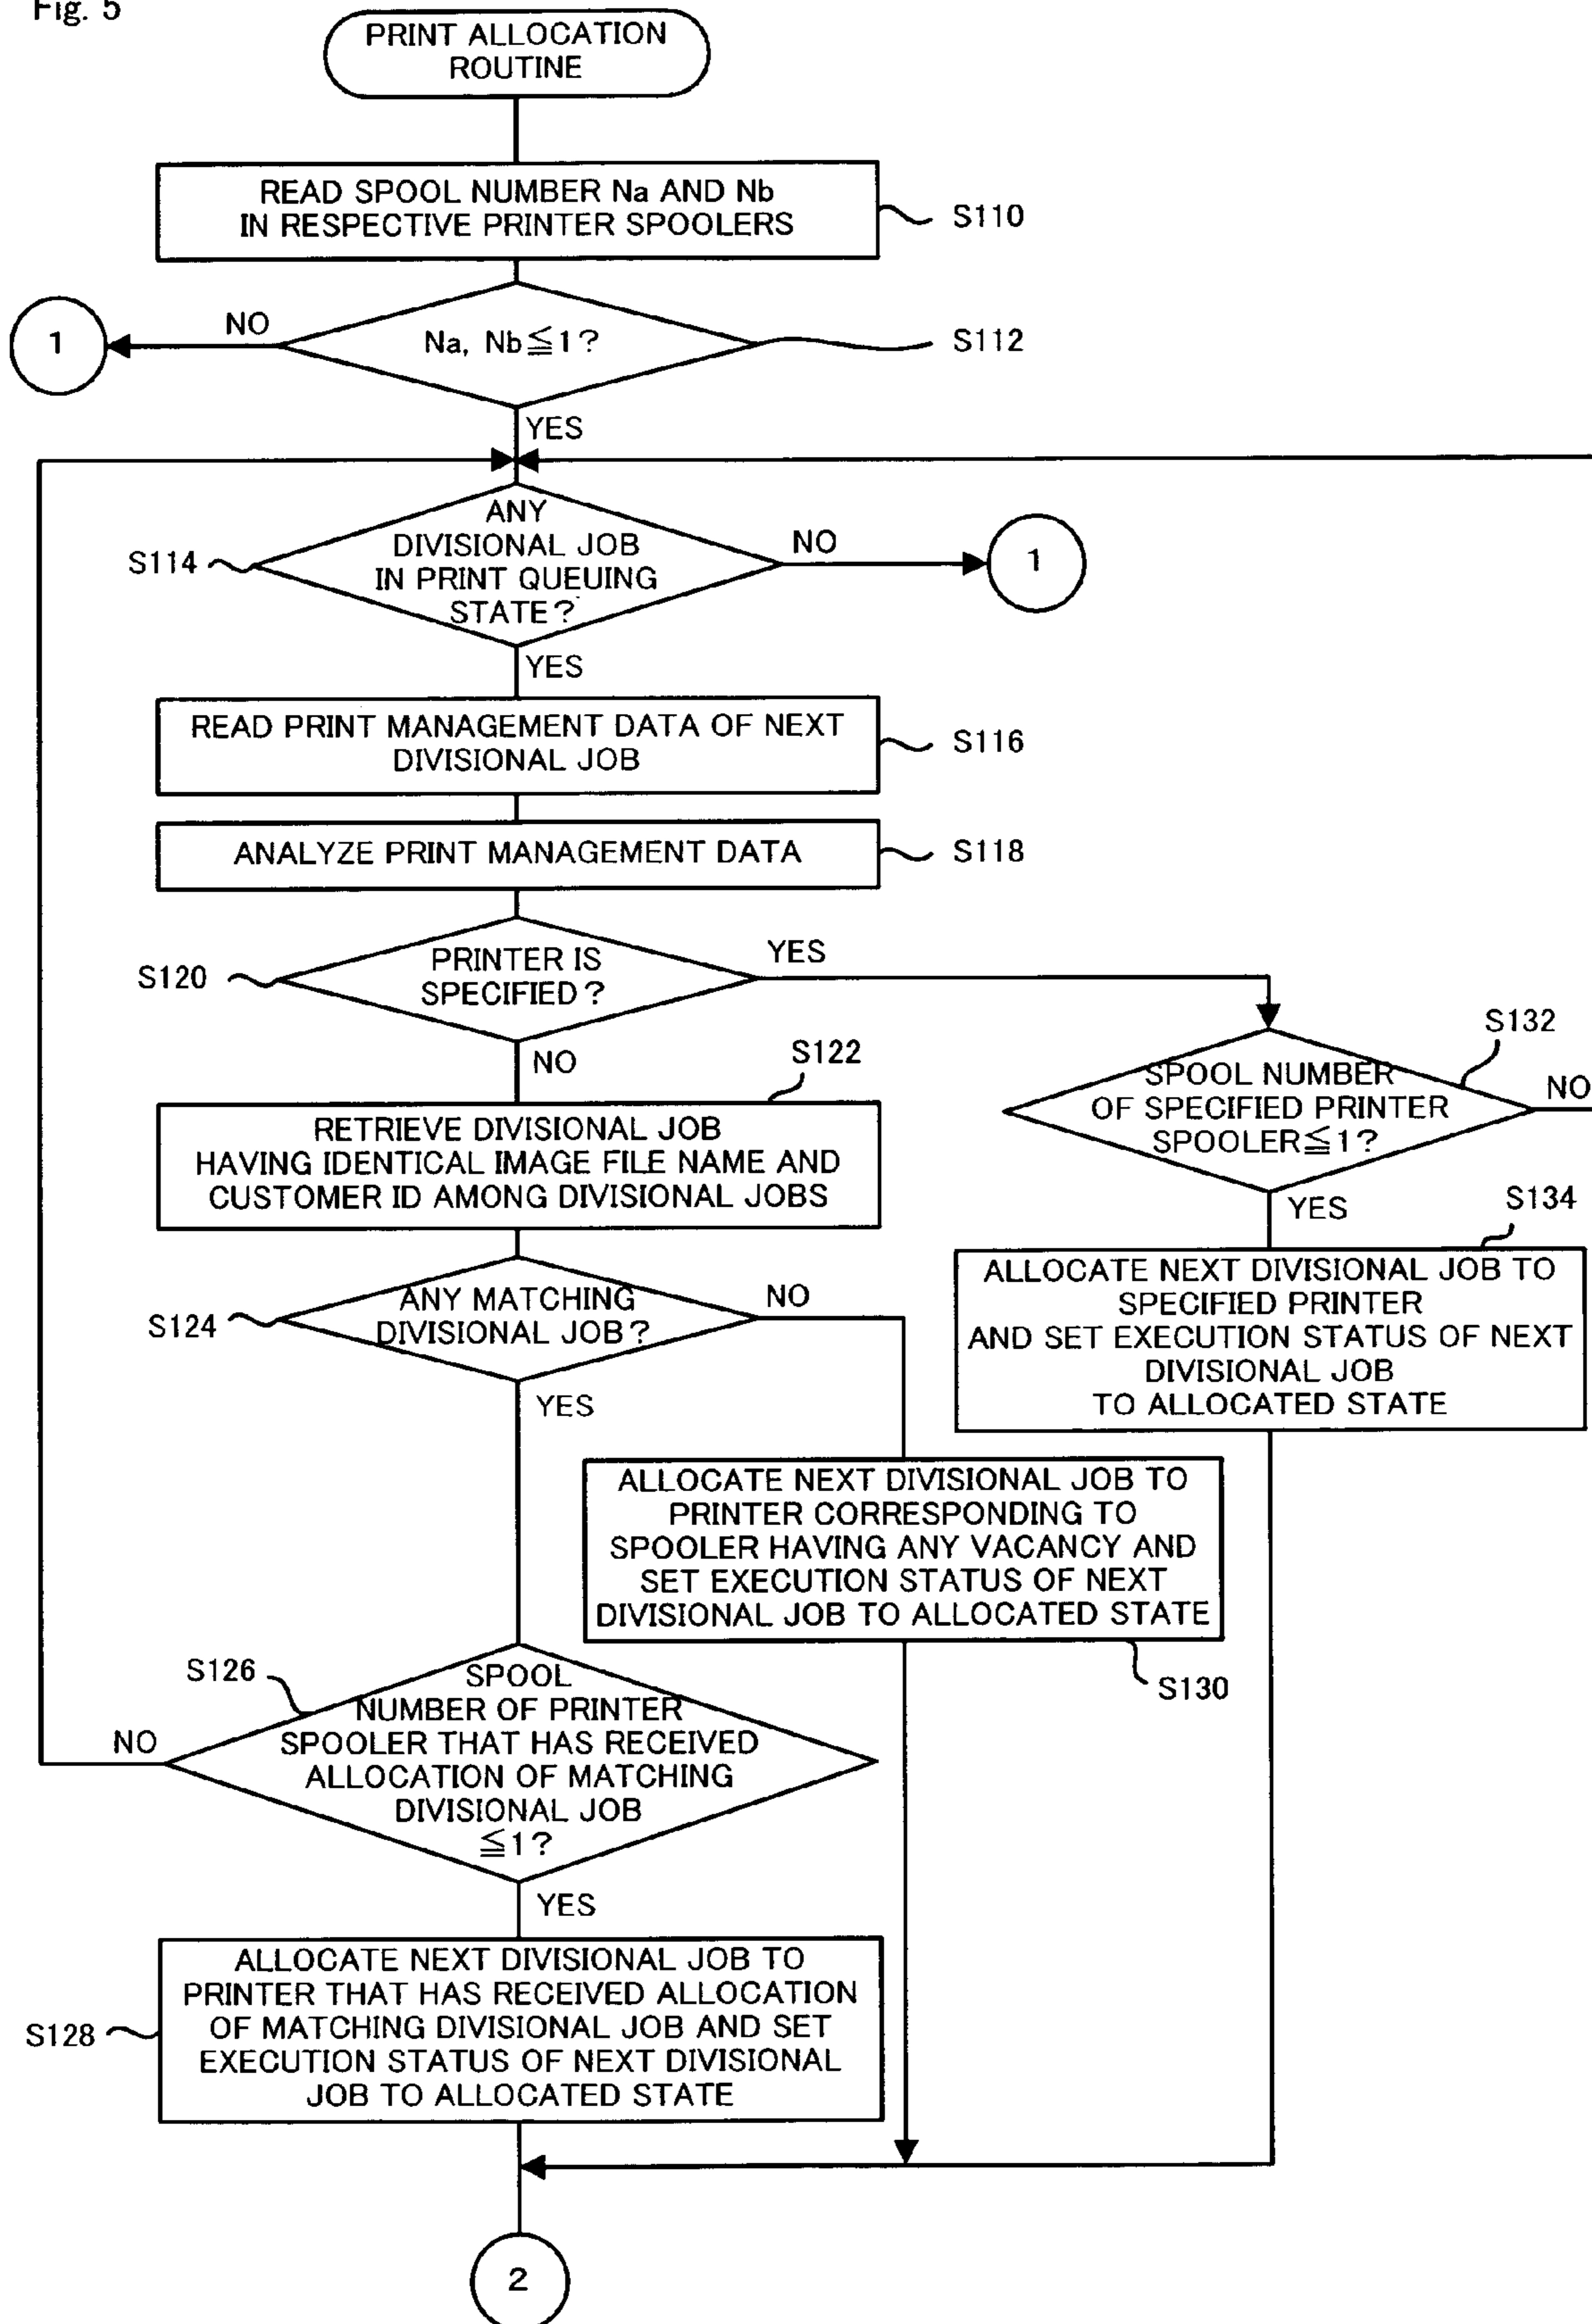 Fig. 5
PRINT ALLOCATION
ROUTINE
READ SPOOL NUMBER Na AND Nb
IN RESPECTIVE PRINTER SPOOLERS
S110
1
NO
Na, Nb≦1?
S112
YES
ANY
DIVISIONAL JOB
IN PRINT QUEUING
STATE?
S114
NO
1
YES
READ PRINT MANAGEMENT DATA OF NEXT
DIVISIONAL JOB
S116
ANALYZE PRINT MANAGEMENT DATA
S118
S120
PRINTER IS
SPECIFIED?
YES
NO
S122
RETRIEVE DIVISIONAL JOB
HAVING IDENTICAL IMAGE FILE NAME AND
CUSTOMER ID AMONG DIVISIONAL JOBS
S132
SPOOL NUMBER
OF SPECIFIED PRINTER
SPOOLER≦1?
NO
YES
S134
ALLOCATE NEXT DIVISIONAL JOB TO
SPECIFIED PRINTER
AND SET EXECUTION STATUS OF NEXT
DIVISIONAL JOB
TO ALLOCATED STATE
S124
ANY MATCHING
DIVISIONAL JOB?
NO
YES
ALLOCATE NEXT DIVISIONAL JOB TO
PRINTER CORRESPONDING TO
SPOOLER HAVING ANY VACANCY AND
SET EXECUTION STATUS OF NEXT
DIVISIONAL JOB TO ALLOCATED STATE
S130
S126
SPOOL
NUMBER OF PRINTER
SPOOLER THAT HAS RECEIVED
ALLOCATION OF MATCHING
DIVISIONAL JOB
≦1?
NO
YES
S128
ALLOCATE NEXT DIVISIONAL JOB TO
PRINTER THAT HAS RECEIVED ALLOCATION
OF MATCHING DIVISIONAL JOB AND SET
EXECUTION STATUS OF NEXT DIVISIONAL
JOB TO ALLOCATED STATE
2